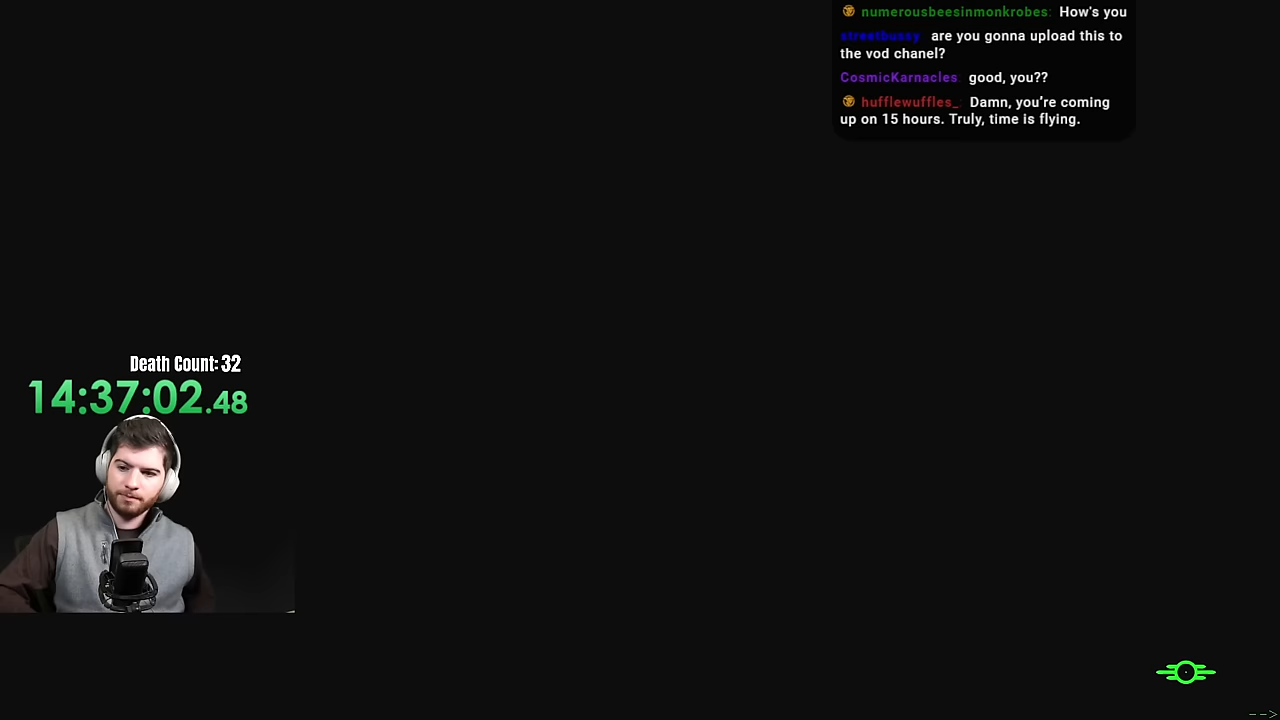 numerousbeesinmonkrobes: How's you
streetbussy: are you gonna upload this to
the vod chanel?
CosmicKarnacles: good, you??
hufflewuffles_: Damn, you’re coming
up on 15 hours. Truly, time is flying.
Death Count: 32
14:37:02.48
-->